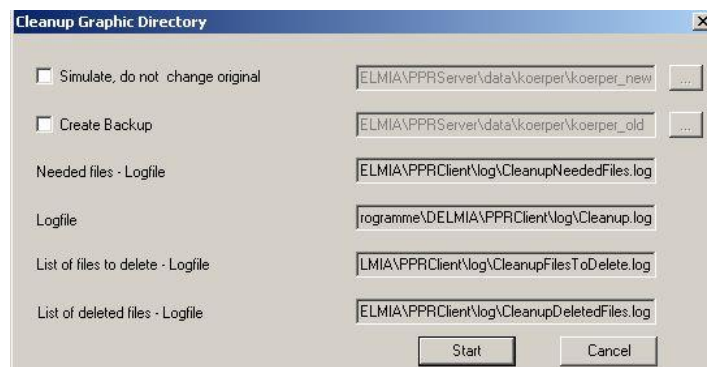 Cleanup Graphic Directory
Simulate, do not change original ELMIA\PPRServer\data\koerper\koerper_new ...
Create Backup ELMIA\PPRServer\data\koerper\koerper_old ...
Needed files - Logfile ELMIA\PPRClient\log\CleanupNeededFiles.log
Logfile rogramme\DELMIA\PPRClient\log\Cleanup.log
List of files to delete - Logfile LMIA\PPRClient\log\CleanupFilesToDelete.log
List of deleted files - Logfile ELMIA\PPRClient\log\CleanupDeletedFiles.log
Start Cancel